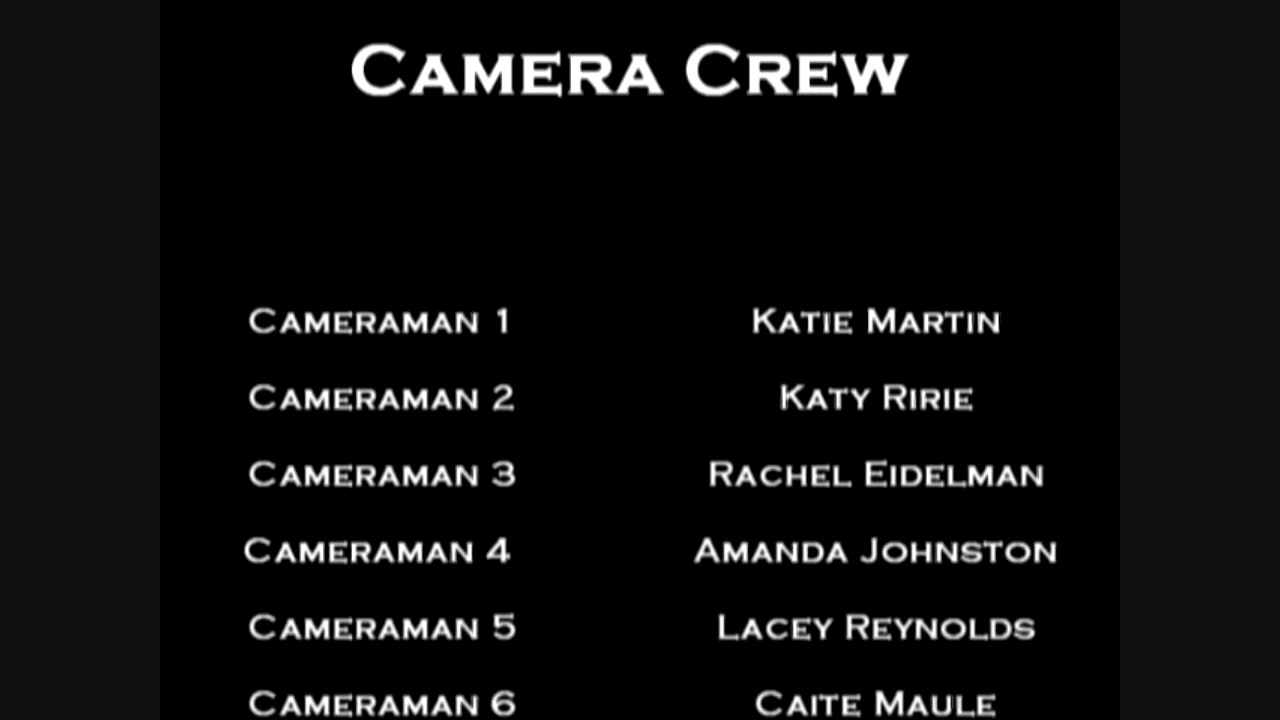 Camera Crew
Cameraman 1 Katie Martin
Cameraman 2 Katy Ririe
Cameraman 3 Rachel Eidelman
Cameraman 4 Amanda Johnston
Cameraman 5 Lacey Reynolds
Cameraman 6 Caite Maule